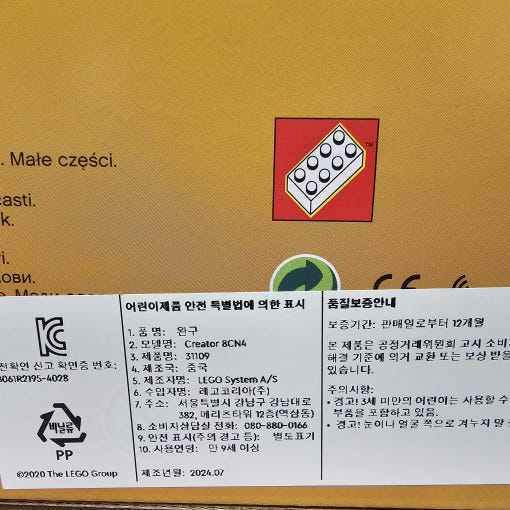 . Małe części.
casti.
k.
vi.
ови.
TM
CE
어린이제품 안전 특별법에 의한 표시
1. 품 명: 완구
2. 모델명: Creator 8CN4
3. 제품명: 31109
4. 제조국: 중국
5. 제조자명: LEGO System A/S
6. 수입자명: 레고코리아(주)
7. 주소: 서울특별시 강남구 강남대로
382, 메리츠타워 12층(역삼동)
8. 소비자상담실 전화: 080-880-0166
9. 안전 표시(주의 경고 등): 별도표기
10. 사용연령: 만 9세 이상
제조년월: 2024.07
KC
전확인 신고 확인증 번호:
B061R2195-4028
비닐류
PP
©2020 The LEGO Group
품질보증안내
보증기간: 판매일로부터 12개월
본 제품은 공정거래위원회 고시 소비
해결 기준에 의거 교환 또는 보상 받을
있습니다.
주의사항:
• 경고! 3세 미만의 어린이는 사용할 수
부품을 포함하고 있음.
• 경고! 눈이나 얼굴 쪽으로 겨누지 말